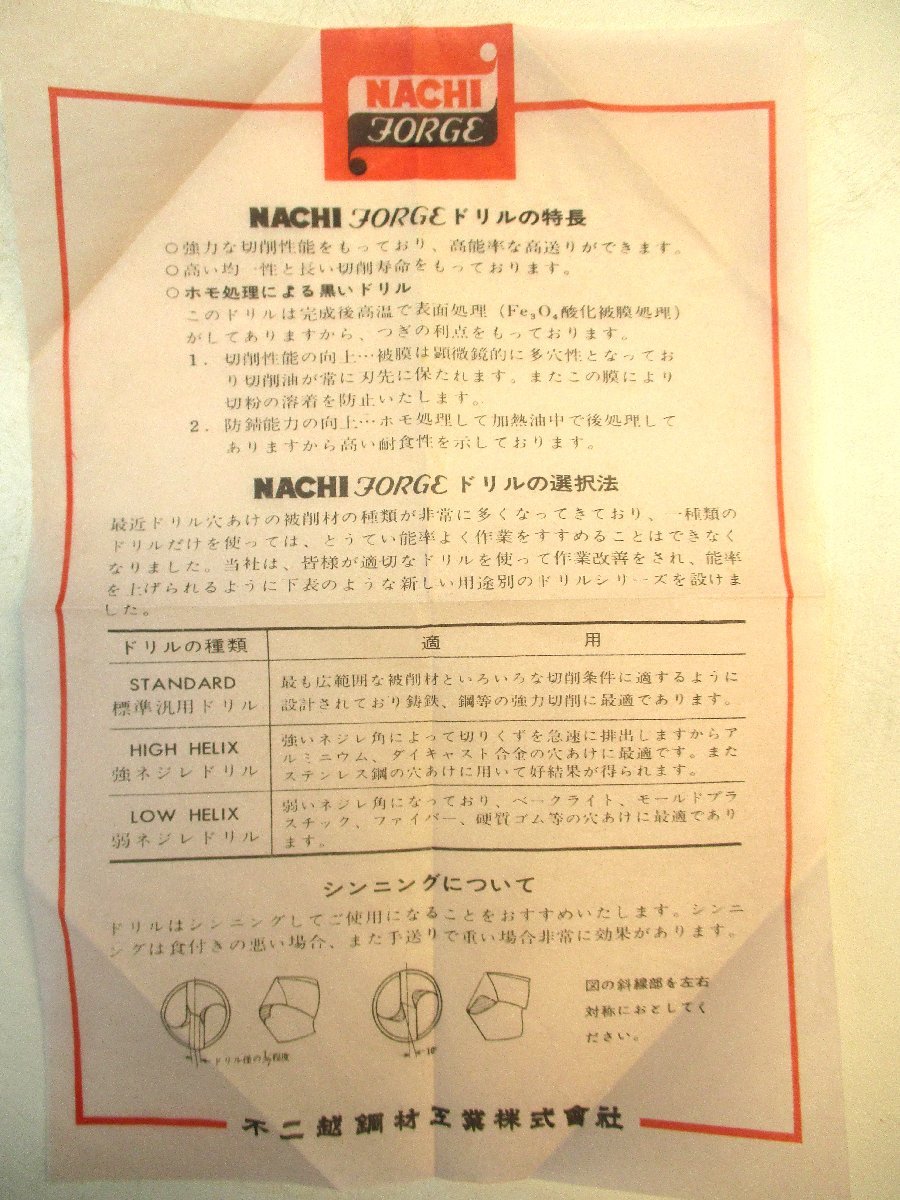 NACHI
FORGE
NACHI FORGE ドリルの特長
○強力な切削性能をもっており、高能率な高送りができます。
○高い均一性と長い切削寿命をもっております。
○ホモ処理による黒いドリル
このドリルは完成後高温で表面処理（Fe₃O₄酸化被膜処理）
がしてありますから、つぎの利点をもっております。
1．切削性能の向上…被膜は顕微鏡的に多穴性となってお
り切削油が常に刃先に保たれます。またこの膜により
切粉の溶着を防止いたします。
2．防錆能力の向上…ホモ処理して加熱油中で後処理して
ありますから高い耐食性を示しております。
NACHI FORGE ドリルの選択法
最近ドリル穴あけの被削材の種類が非常に多くなってきており、一種類の
ドリルだけを使っては、とうてい能率よく作業をすすめることはできなく
なりました。当社は、皆様が適切なドリルを使って作業改善をされ、能率
を上げられるように下表のような新しい用途別のドリルシリーズを設けま
した。
ドリルの種類 適用
STANDARD
標準汎用ドリル
最も広範囲な被削材といろいろな切削条件に適するように
設計されており鋳鉄、鋼等の強力切削に最適であります。
HIGH HELIX
強ネジレドリル
強いネジレ角によって切りくずを急速に排出しますからア
ルミニウム、ダイキャスト合金の穴あけに最適です。また
ステンレス鋼の穴あけに用いて好結果が得られます。
LOW HELIX
弱ネジレドリル
弱いネジレ角になっており、ベークライト、モールドプラ
スチック、ファイバー、硬質ゴム等の穴あけに最適であり
ます。
シンニングについて
ドリルはシンニングしてご使用になることをおすすめいたします。シンニ
ングは食付きの悪い場合、また手送りで重い場合非常に効果があります。
図の斜線部を左右
対称におとしてく
ださい。
ドリル径の程度
10°
不二越鋼材工業株式會社